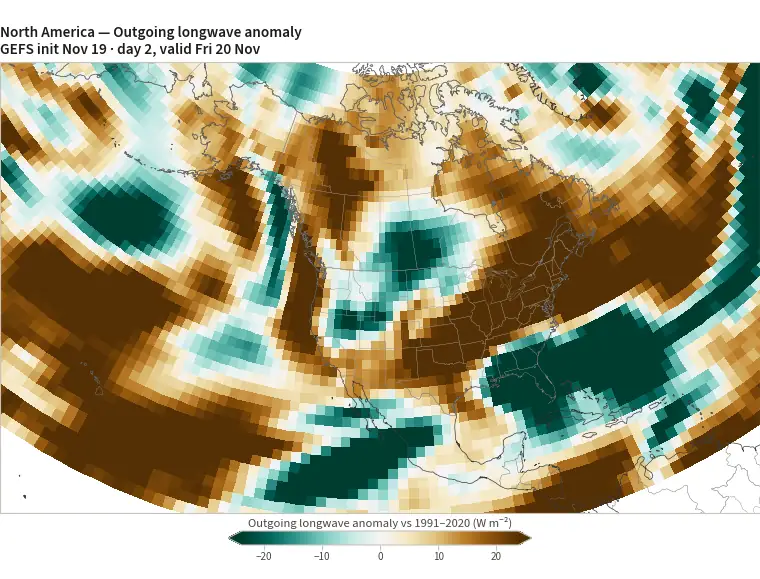 North America — Outgoing longwave anomaly
GEFS init Nov 19 · day 2, valid Fri 20 Nov
Outgoing longwave anomaly vs 1991–2020 (W m⁻²)
−20 −10 0 10 20